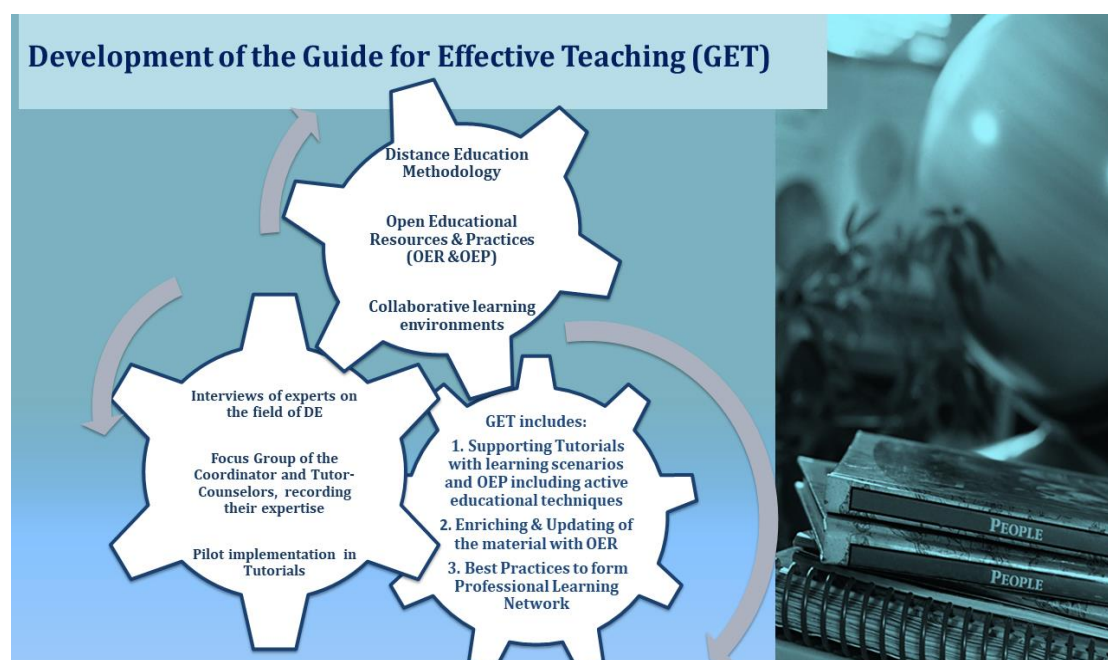 Development of the Guide for Effective Teaching (GET)
Distance Education
Methodology
Open Educational
Resources & Practices
(OER &OEP)
Collaborative learning
environments
Interviews of experts on
the field of DE
Focus Group of the
Coordinator and Tutor-
Counselors, recording
their expertise
Pilot implementation in
Tutorials
GET includes:
1. Supporting Tutorials
with learning scenarios
and OEP including active
educational techniques
2. Enriching & Updating of
the material with OER
3. Best Practices to form
Professional Learning
Network
PEOPLE
PEOPLE